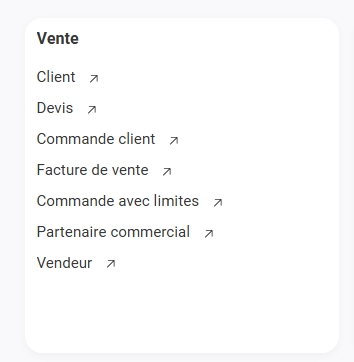 Vente
Client
Devis
Commande client
Facture de vente
Commande avec limites
Partenaire commercial
Vendeur